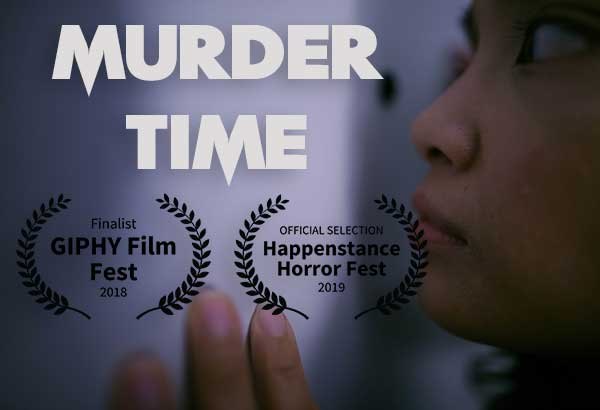 MURDER
TIME
Finalist
GIPHY Film
Fest
2018
OFFICIAL SELECTION
Happenstance
Horror Fest
2019